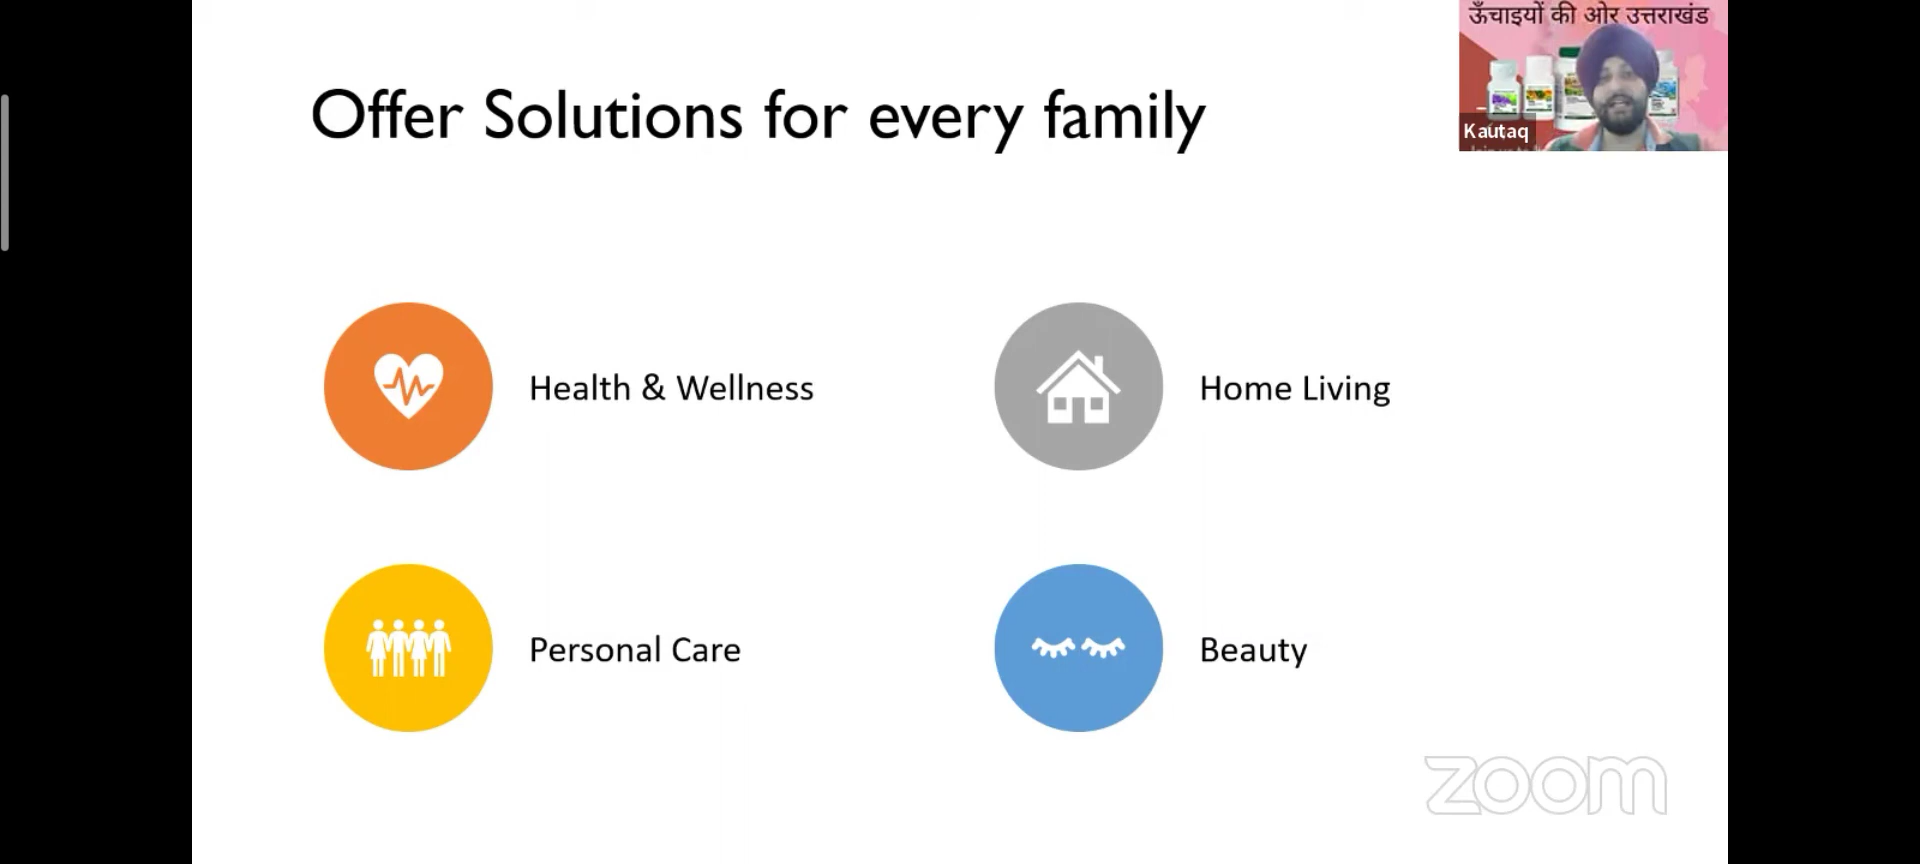 ऊँचाइयों की ओर उत्तराखंड
Offer Solutions for every family
Kautaq
Health & Wellness
Home Living
Personal Care
Beauty
zoom